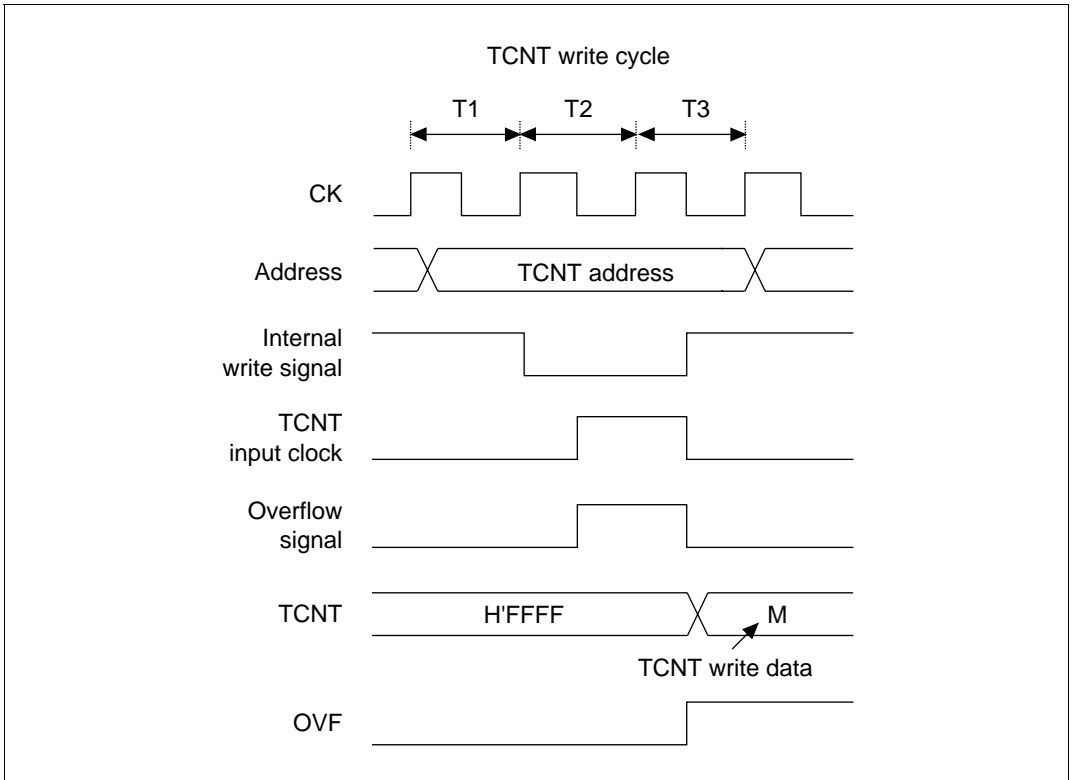 TCNT write cycle
T1 T2 T3
CK
Address
TCNT address
Internal
write signal
TCNT
input clock
Overflow
signal
TCNT
H'FFFF
M
TCNT write data
OVF